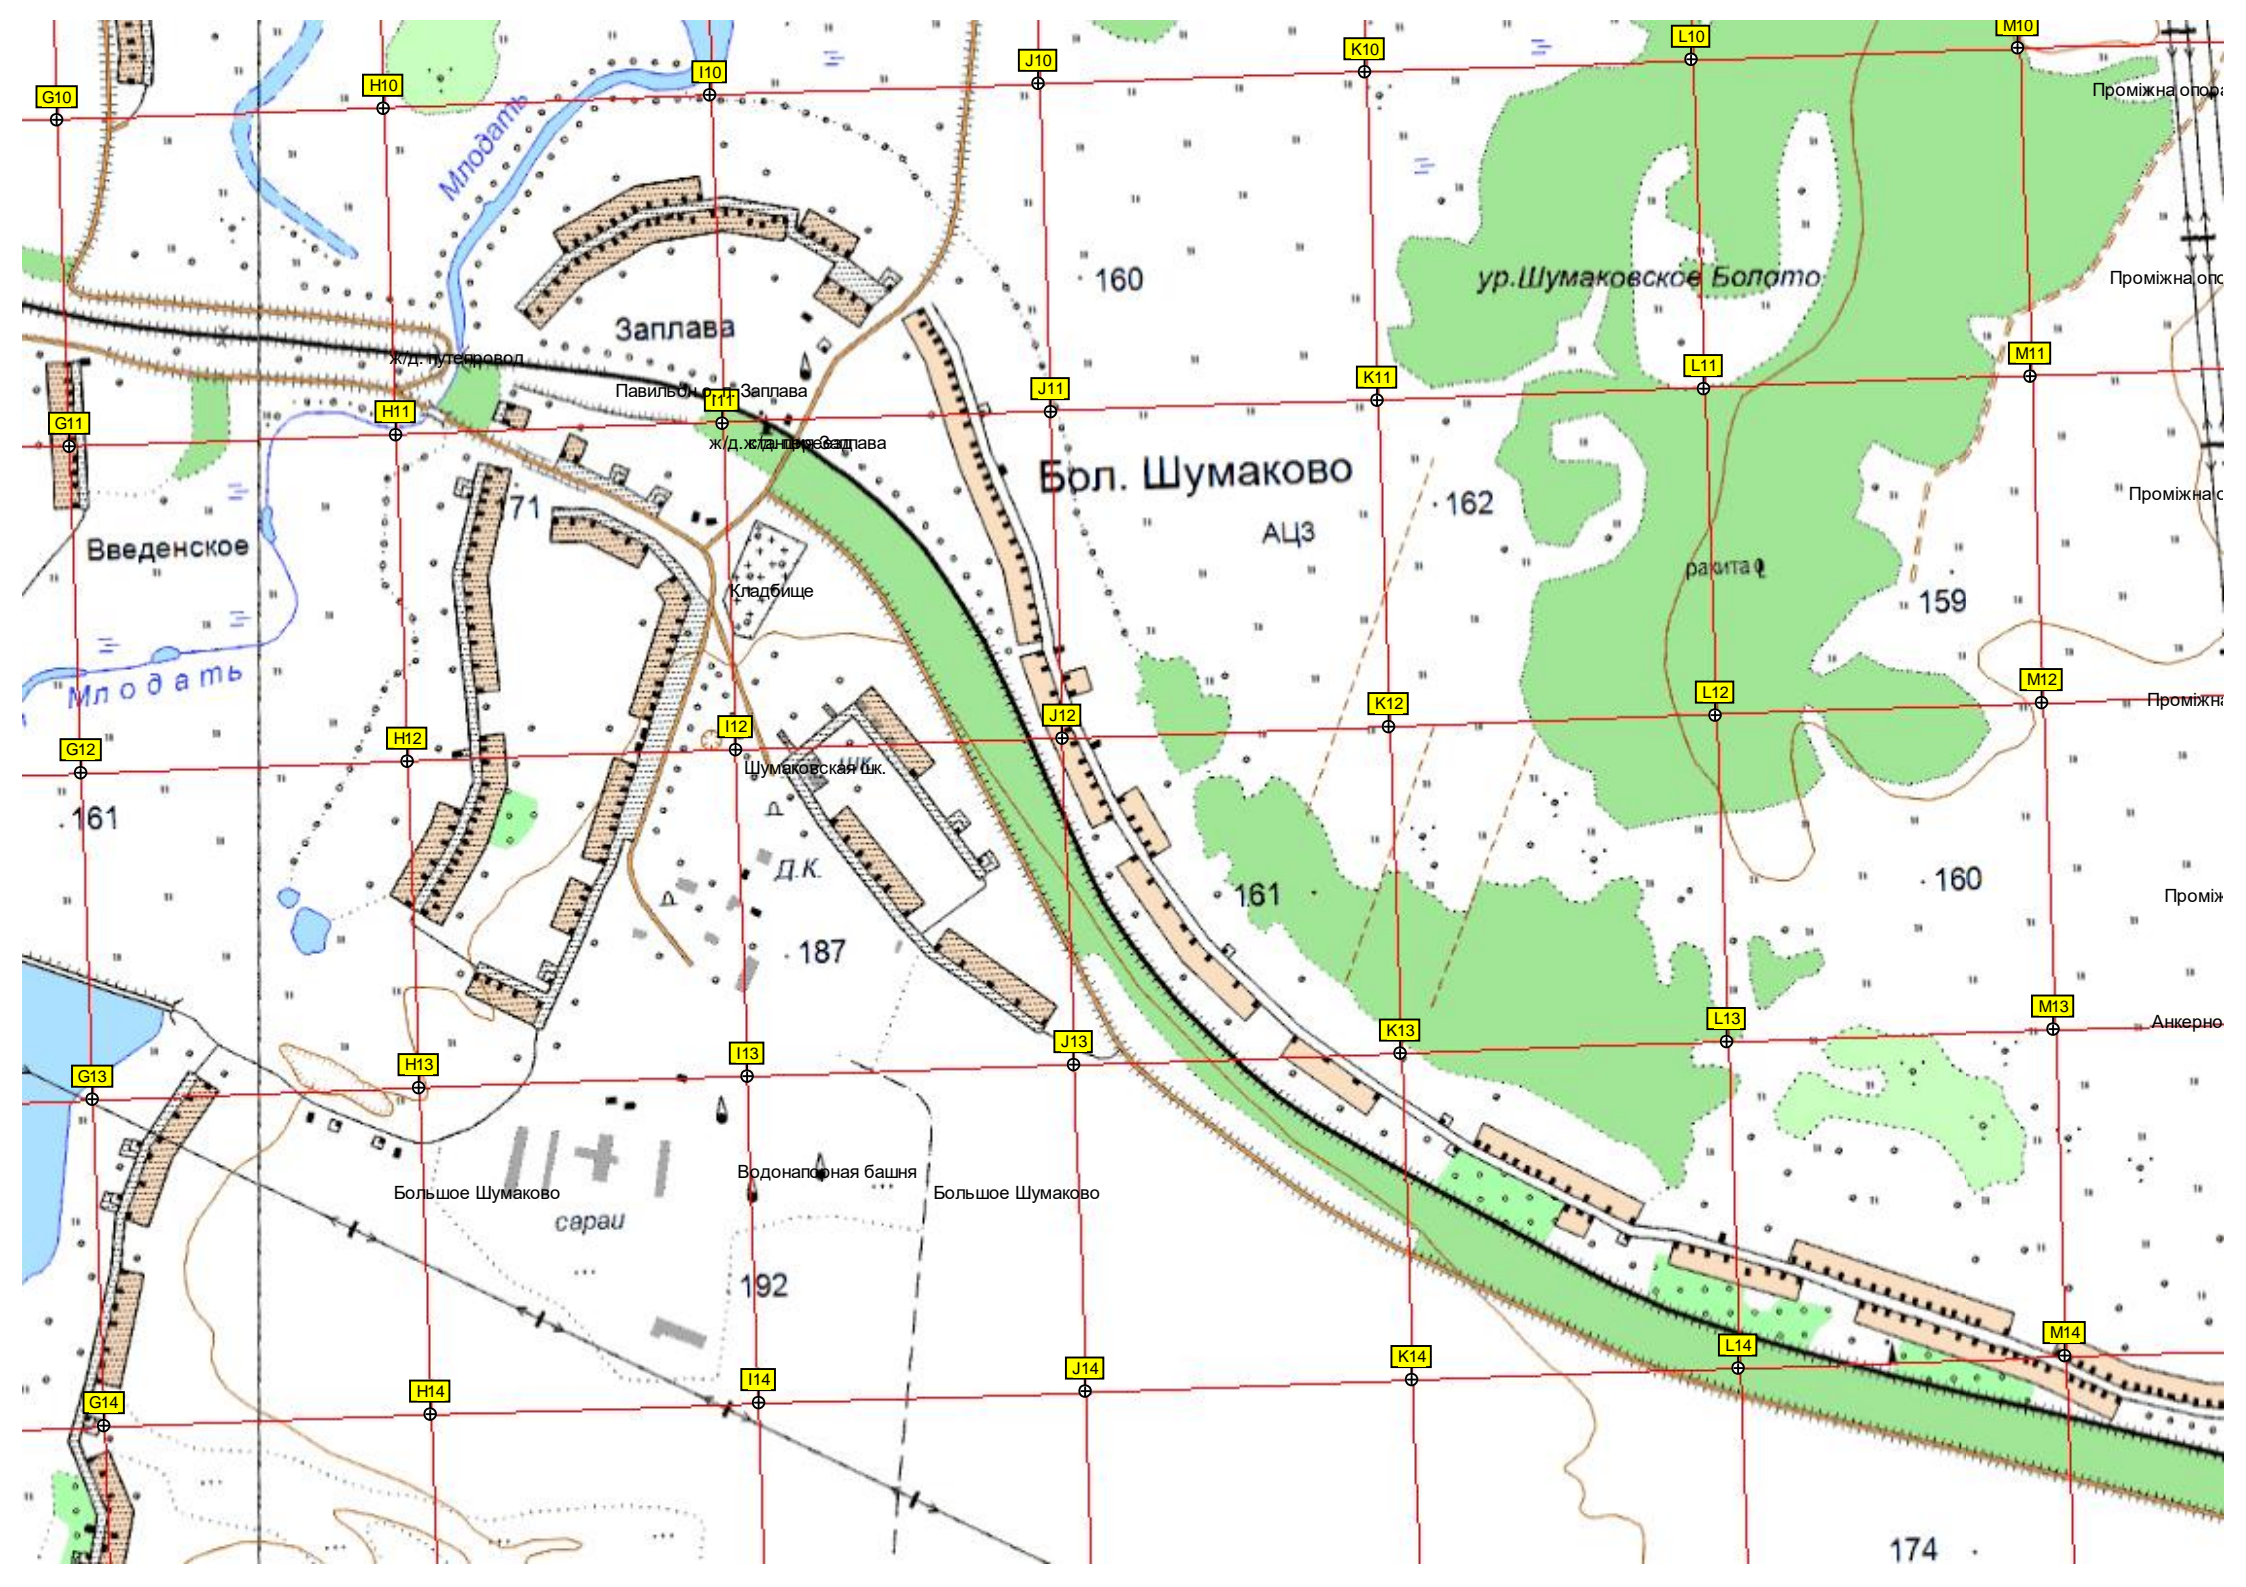 M10
L10
K10
J10
I10
H10
G10
Проміжна опора
Млодать
160
ур.Шумаковское Болото
Проміжна опо
Заплава
ж/д. путепровод
M11
L11
K11
J11
Павильон о. п. Заплава
I11
H11
G11
Бол. Шумаково
71
162
Проміжна о
АЦЗ
Введенское
ракита
Кладбище
159
Млодать
M12
L12
K12
J12
I12
H12
G12
Проміжна
Шумаковская шк.
шк.
161
Д.К.
161
160
Проміж
187
M13
L13
K13
J13
I13
H13
G13
Анкерно
Водонапорная башня
Большое Шумаково
Большое Шумаково
сараи
192
M14
L14
K14
J14
I14
H14
G14
174